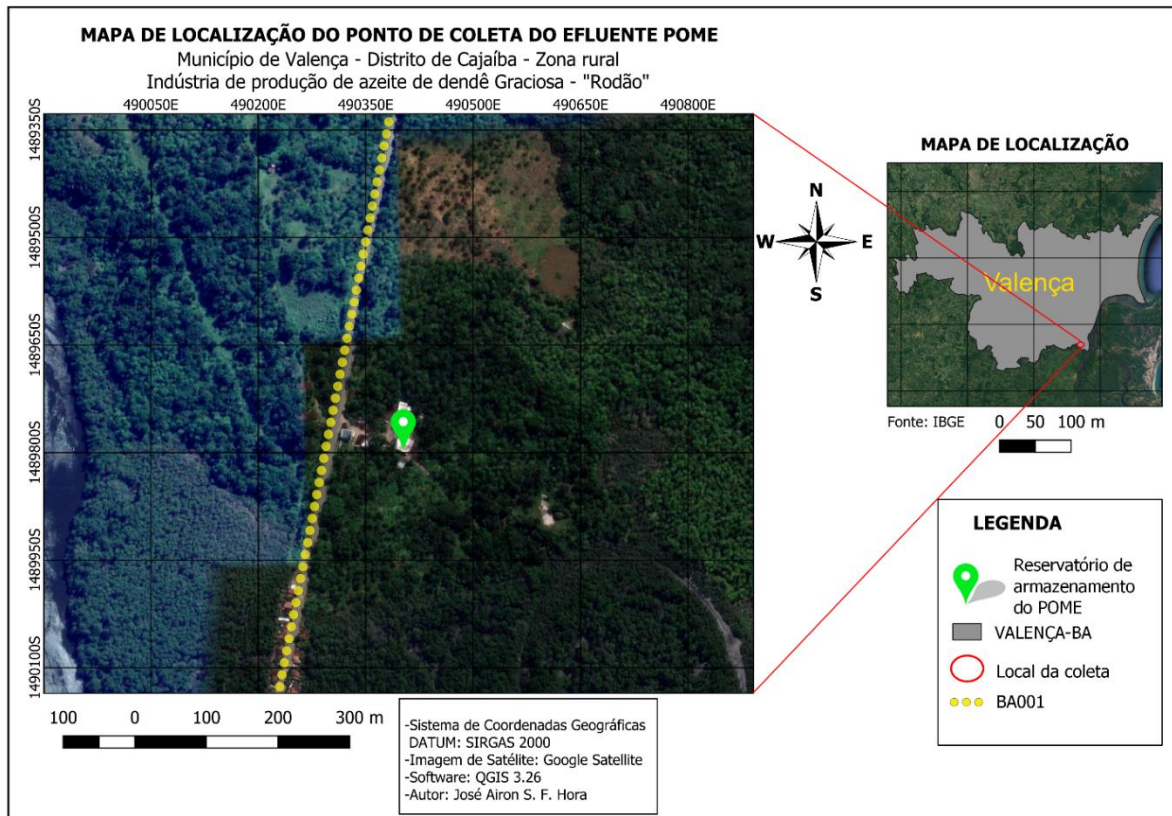 MAPA DE LOCALIZAÇÃO DO PONTO DE COLETA DO EFLUENTE POME
Município de Valença - Distrito de Cajaíba - Zona rural
Indústria de produção de azeite de dendê Graciosa - "Rodão"
490050E 490200E 490350E 490500E 490650E 490800E
1489350S
1489500S
1489650S
1489800S
1489950S
1490100S
100 0 100 200 300 m
-Sistema de Coordenadas Geográficas
DATUM: SIRGAS 2000
-Imagem de Satélite: Google Satellite
-Software: QGIS 3.26
-Autor: José Airon S. F. Hora
N
W E
S
MAPA DE LOCALIZAÇÃO
Valença
Fonte: IBGE
0 50 100 m
LEGENDA
Reservatório de
armazenamento
do POME
VALENÇA-BA
Local da coleta
BA001